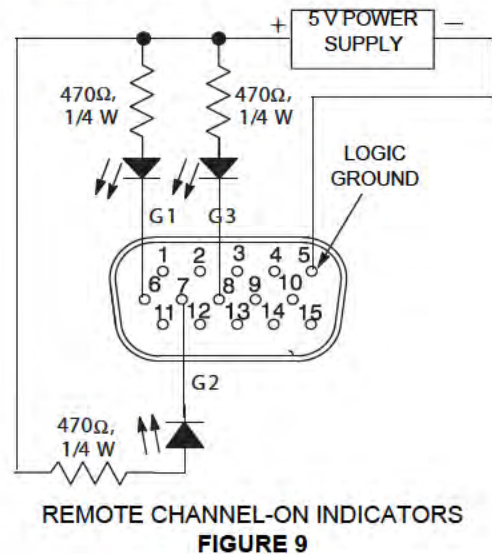 + 5 V POWER SUPPLY −
470Ω, 1/4 W
470Ω, 1/4 W
LOGIC GROUND
G1
G3
1 2 3 4 5
6 7 8 9 10
11 12 13 14 15
G2
470Ω, 1/4 W
REMOTE CHANNEL-ON INDICATORS
FIGURE 9